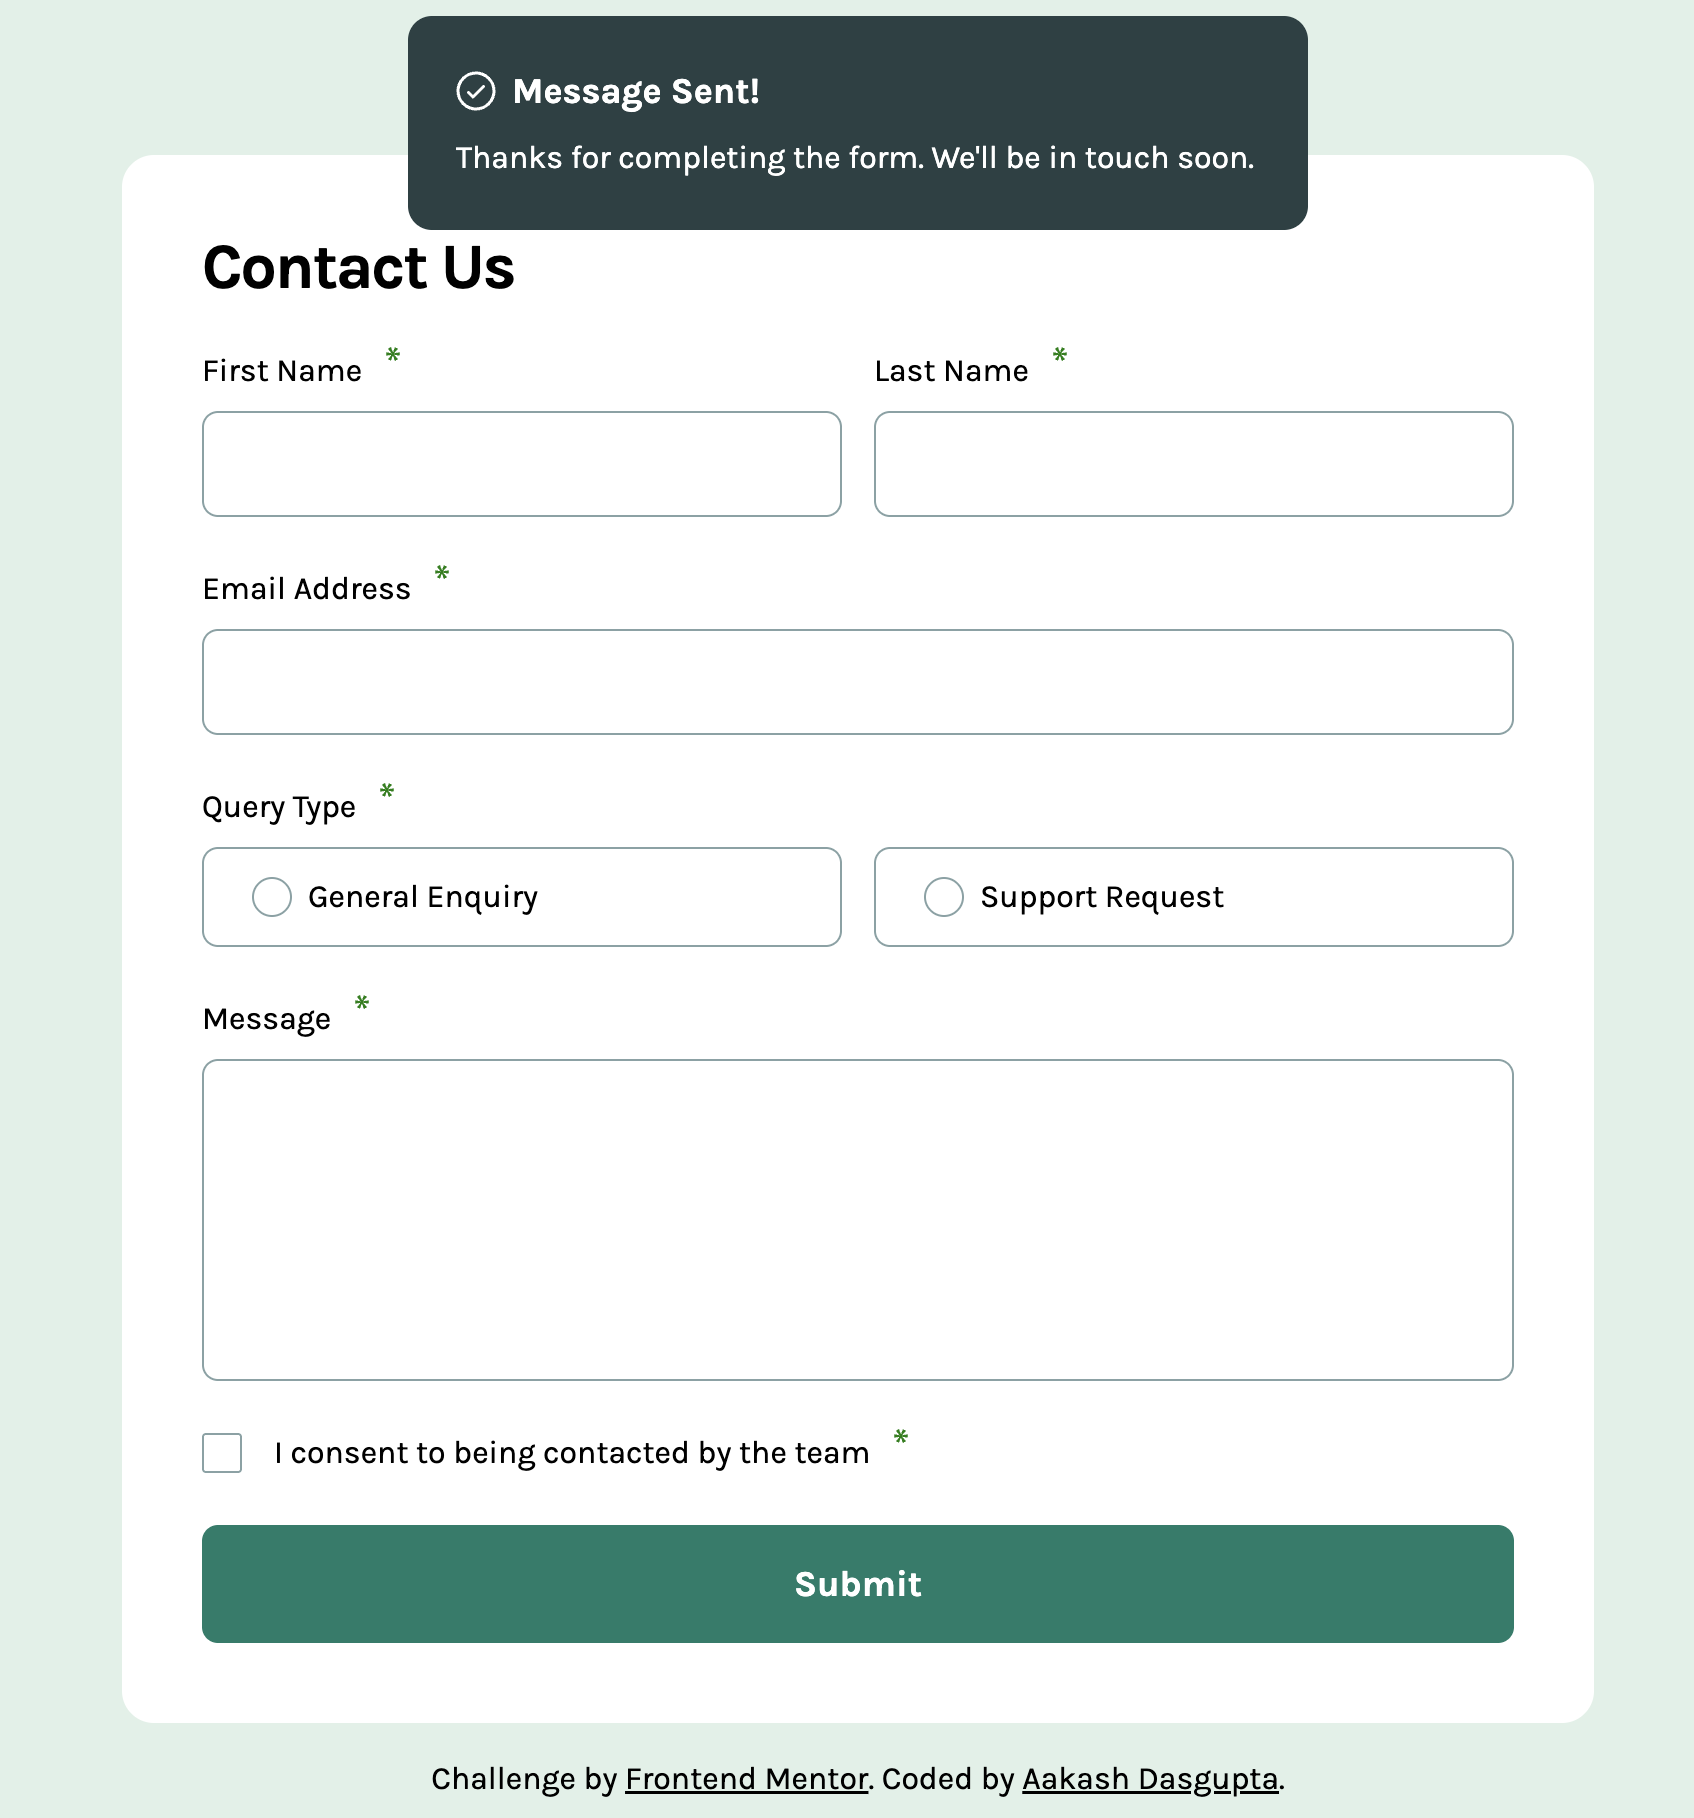 Message Sent!
Thanks for completing the form. We'll be in touch soon.
Contact Us
First Name *
Last Name *
Email Address *
Query Type *
General Enquiry
Support Request
Message *
I consent to being contacted by the team *
Submit
Challenge by Frontend Mentor. Coded by Aakash Dasgupta.